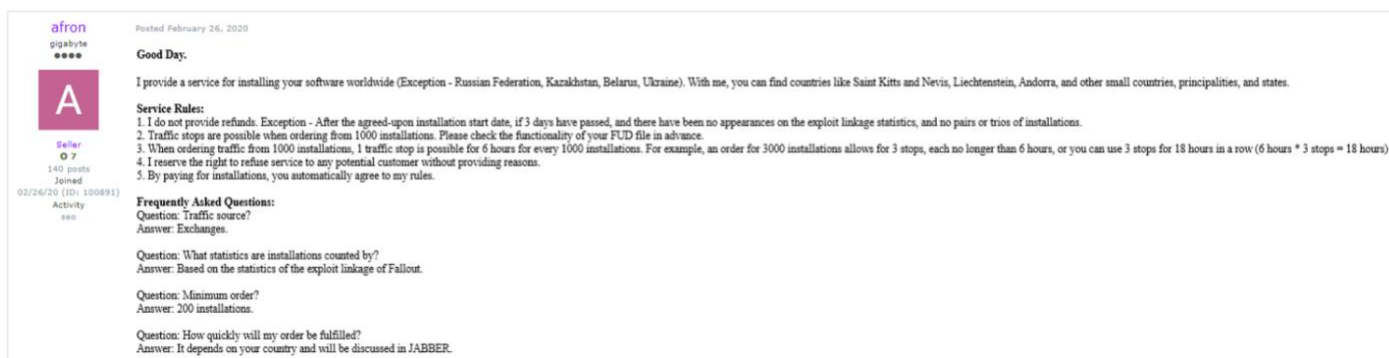 afron
gigabyte
A
Seller
7
140 posts
Joined
02/26/20 (ID: 100891)
Activity
seo
Posted February 26, 2020
Good Day.
I provide a service for installing your software worldwide (Exception - Russian Federation, Kazakhstan, Belarus, Ukraine). With me, you can find countries like Saint Kitts and Nevis, Liechtenstein, Andorra, and other small countries, principalities, and states.
Service Rules:
1. I do not provide refunds. Exception - After the agreed-upon installation start date, if 3 days have passed, and there have been no appearances on the exploit linkage statistics, and no pairs or trios of installations.
2. Traffic stops are possible when ordering from 1000 installations. Please check the functionality of your FUD file in advance.
3. When ordering traffic from 1000 installations, 1 traffic stop is possible for 6 hours for every 1000 installations. For example, an order for 3000 installations allows for 3 stops, each no longer than 6 hours, or you can use 3 stops for 18 hours in a row (6 hours * 3 stops = 18 hours)
4. I reserve the right to refuse service to any potential customer without providing reasons.
5. By paying for installations, you automatically agree to my rules.
Frequently Asked Questions:
Question: Traffic source?
Answer: Exchanges.
Question: What statistics are installations counted by?
Answer: Based on the statistics of the exploit linkage of Fallout.
Question: Minimum order?
Answer: 200 installations.
Question: How quickly will my order be fulfilled?
Answer: It depends on your country and will be discussed in JABBER.